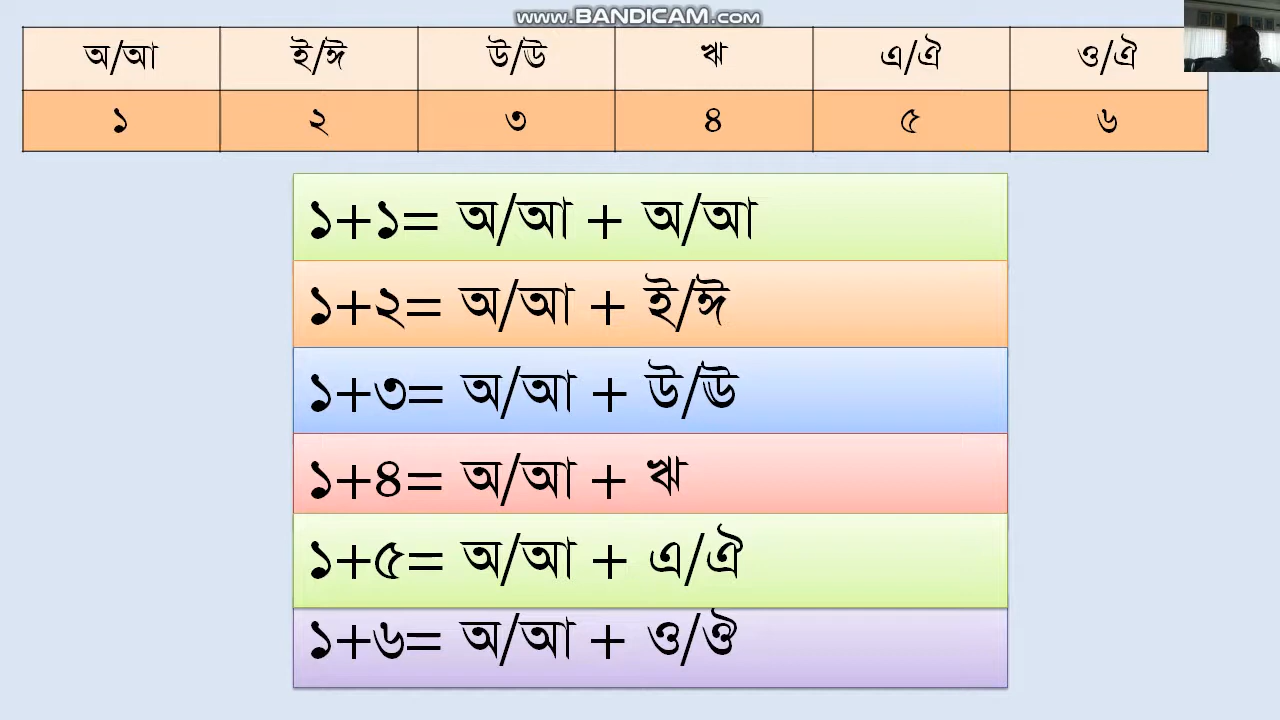 www.BANDICAM.com
অ/আ ই/ঈ উ/উ ঋ এ/ঐ ও/ঐ
১ ২ ৩ ৪ ৫ ৬
১+১= অ/আ + অ/আ
১+২= অ/আ + ই/ঈ
১+৩= অ/আ + উ/ঊ
১+৪= অ/আ + ঋ
১+৫= অ/আ + এ/ঐ
১+৬= অ/আ + ও/ঔ